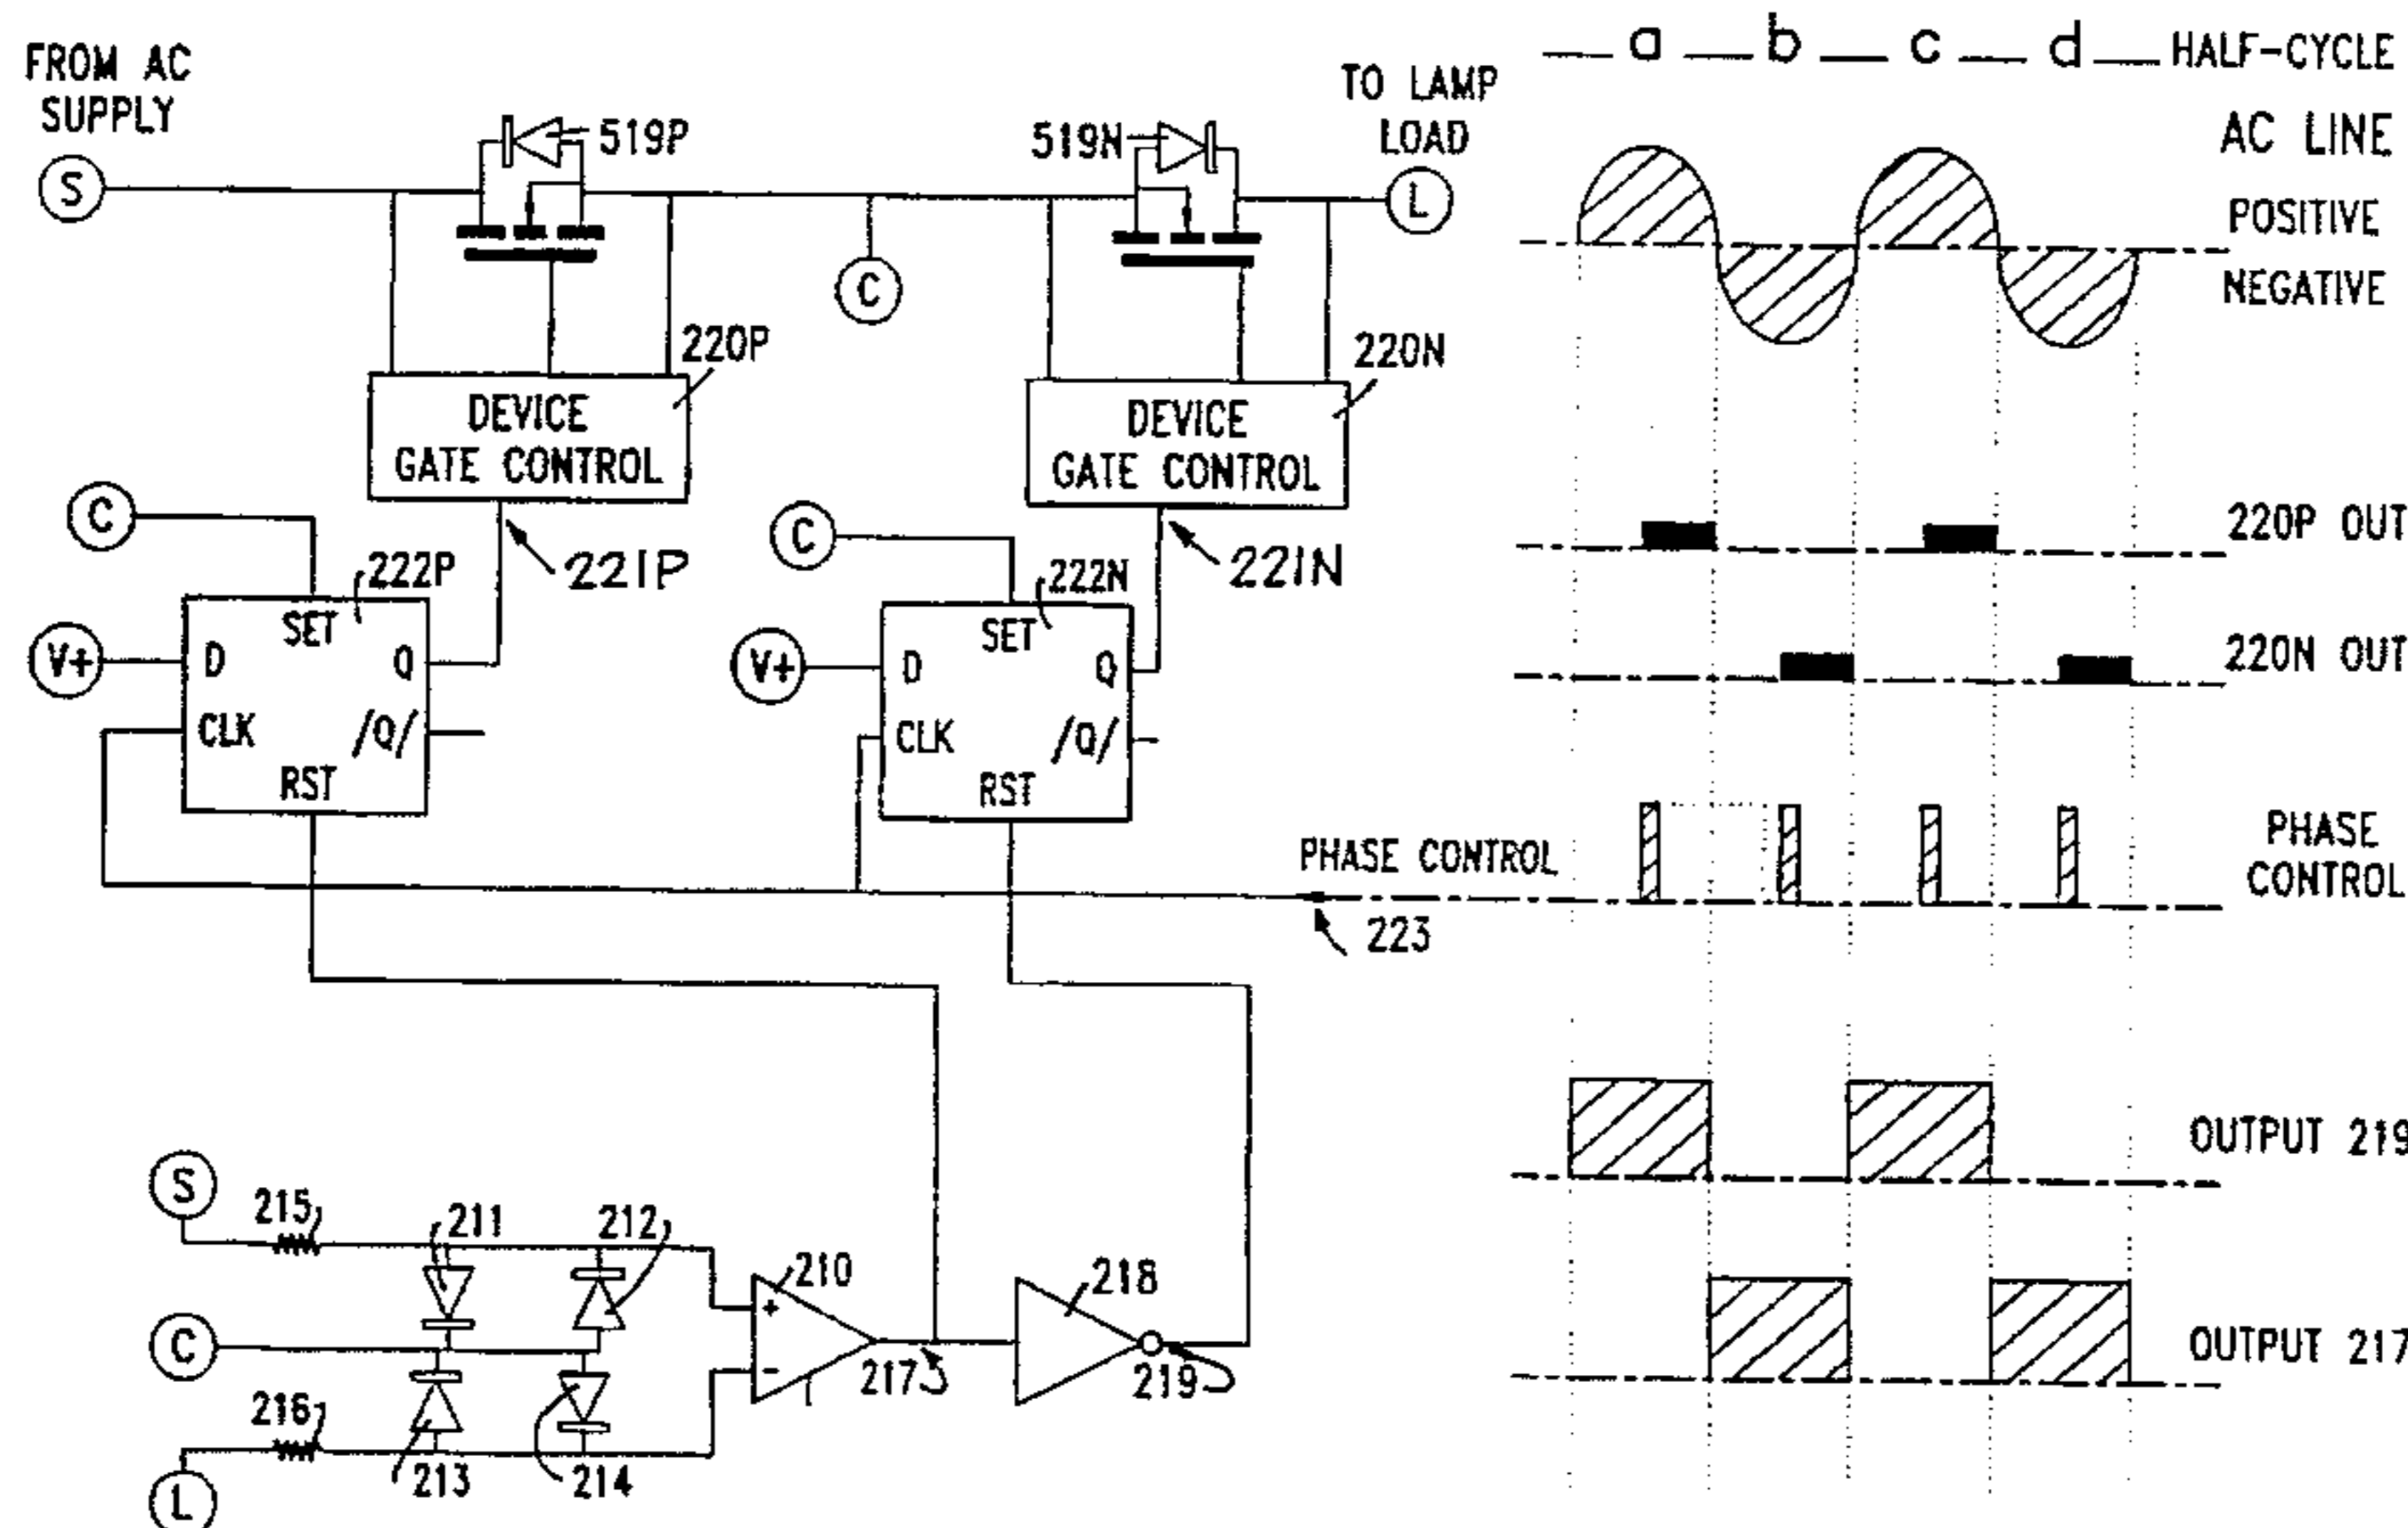 FROM AC
SUPPLY
S
519P
519N
TO LAMP
LOAD
L
C
220P
220N
DEVICE
GATE CONTROL
DEVICE
GATE CONTROL
C
C
221P
221N
222P
222N
V+
D
SET
Q
CLK
/Q/
RST
V+
D
SET
Q
CLK
/Q/
RST
PHASE CONTROL
223
S
215
211
212
210
218
C
+
-
217
219
216
213
214
L
a b c d HALF-CYCLE
AC LINE
POSITIVE
NEGATIVE
220P OUT
220N OUT
PHASE
CONTROL
OUTPUT 219
OUTPUT 217